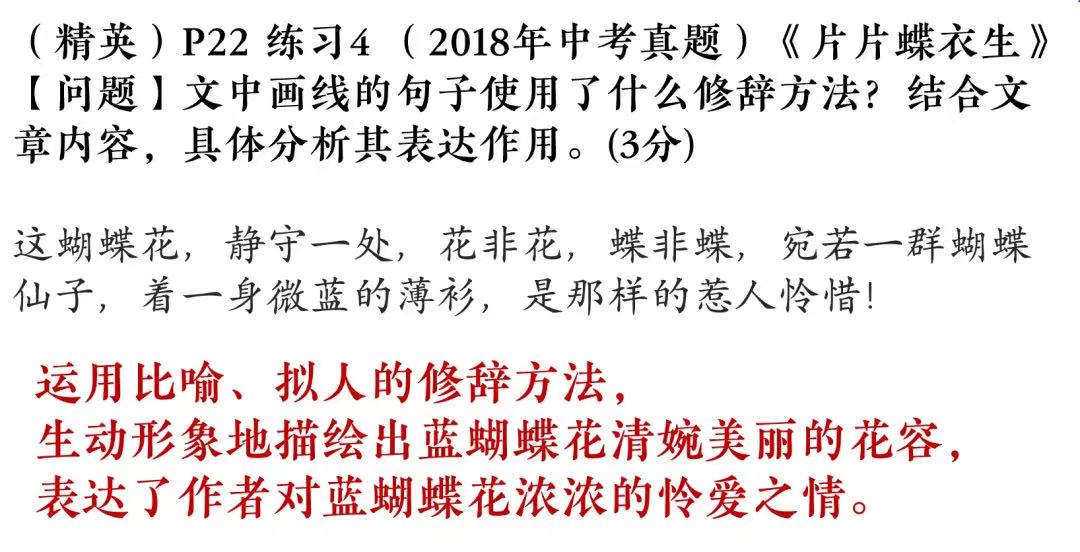 （精英）P22 练习4 （2018年中考真题）《片片蝶衣生》
【问题】文中画线的句子使用了什么修辞方法？结合文
章内容，具体分析其表达作用。(3分)
这蝴蝶花，静守一处，花非花，蝶非蝶，宛若一群蝴蝶
仙子，着一身微蓝的薄衫，是那样的惹人怜惜！
运用比喻、拟人的修辞方法，
生动形象地描绘出蓝蝴蝶花清婉美丽的花容，
表达了作者对蓝蝴蝶花浓浓的怜爱之情。